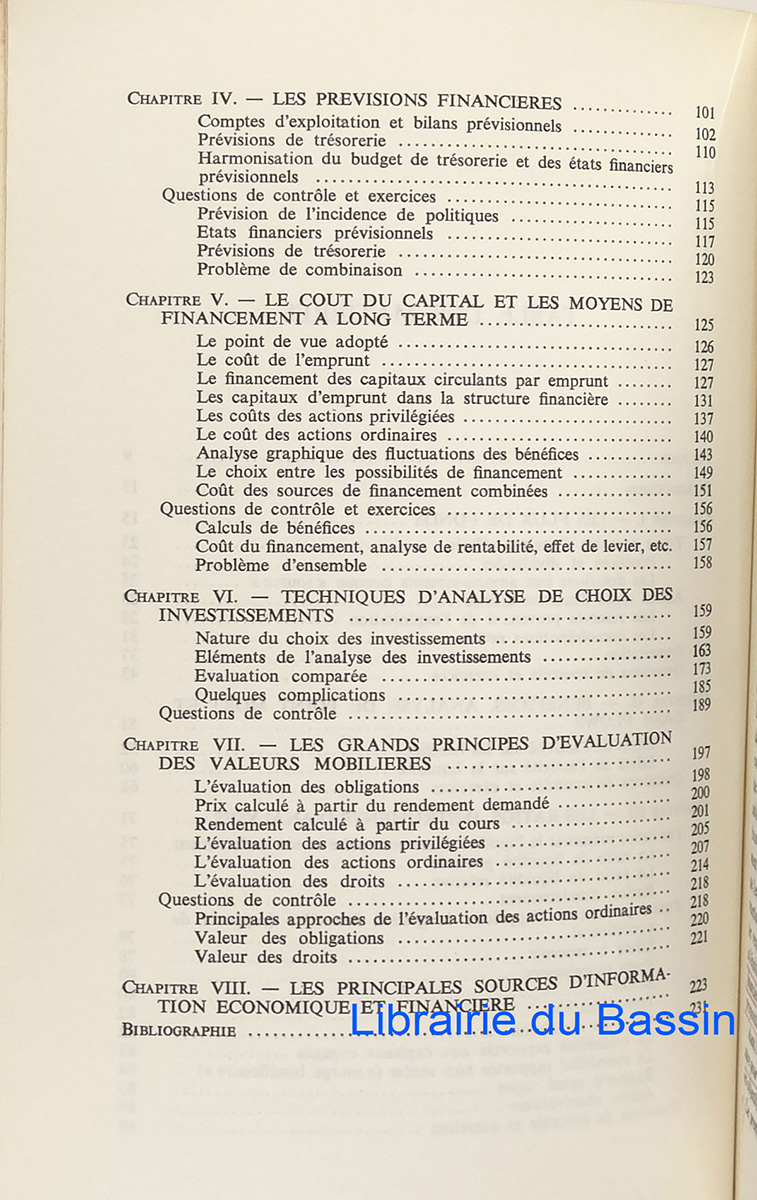 CHAPITRE IV. — LES PREVISIONS FINANCIERES .............. 101
Comptes d'exploitation et bilans prévisionnels .............. 102
Prévisions de trésorerie .............. 110
Harmonisation du budget de trésorerie et des états financiers
prévisionnels .............. 113
Questions de contrôle et exercices .............. 115
Prévision de l'incidence de politiques .............. 115
Etats financiers prévisionnels .............. 117
Prévisions de trésorerie .............. 120
Problème de combinaison .............. 123
CHAPITRE V. — LE COUT DU CAPITAL ET LES MOYENS DE
FINANCEMENT A LONG TERME .............. 125
Le point de vue adopté .............. 126
Le coût de l'emprunt .............. 127
Le financement des capitaux circulants par emprunt ........ 127
Les capitaux d'emprunt dans la structure financière ........ 131
Les coûts des actions privilégiées .............. 137
Le coût des actions ordinaires .............. 140
Analyse graphique des fluctuations des bénéfices ............ 143
Le choix entre les possibilités de financement .............. 149
Coût des sources de financement combinées .............. 151
Questions de contrôle et exercices .............. 156
Calculs de bénéfices .............. 156
Coût du financement, analyse de rentabilité, effet de levier, etc. 157
Problème d'ensemble .............. 158
CHAPITRE VI. — TECHNIQUES D'ANALYSE DE CHOIX DES
INVESTISSEMENTS .............. 159
Nature du choix des investissements .............. 159
Eléments de l'analyse des investissements .............. 163
Evaluation comparée .............. 173
Quelques complications .............. 185
Questions de contrôle .............. 189
CHAPITRE VII. — LES GRANDS PRINCIPES D'EVALUATION
DES VALEURS MOBILIERES .............. 197
L'évaluation des obligations .............. 198
Prix calculé à partir du rendement demandé .............. 200
Rendement calculé à partir du cours .............. 201
L'évaluation des actions privilégiées .............. 205
L'évaluation des actions ordinaires .............. 207
L'évaluation des droits .............. 214
Questions de contrôle .............. 218
Principales approches de l'évaluation des actions ordinaires .. 218
Valeur des obligations .............. 220
Valeur des droits .............. 221
CHAPITRE VIII. — LES PRINCIPALES SOURCES D'INFORMA-
TION ECONOMIQUE ET FINANCIERE .............. 223
BIBLIOGRAPHIE .............. 231
Librairie du Bassin